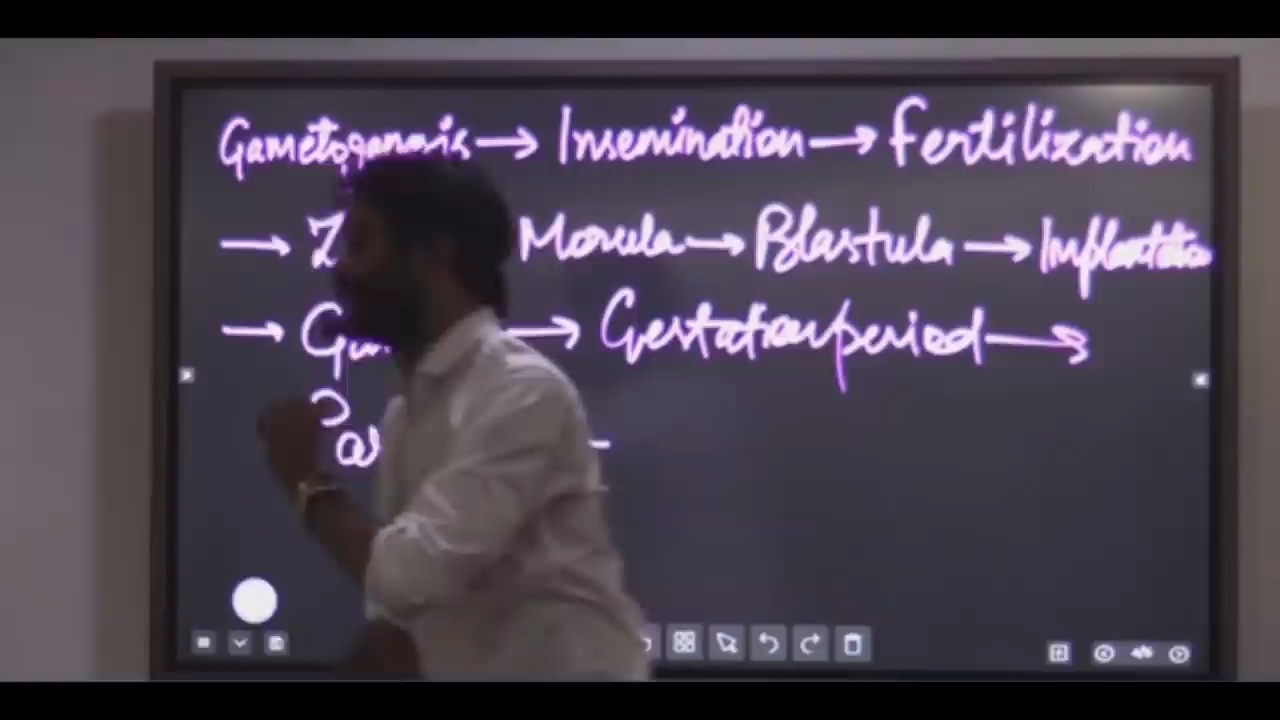 Gametogenesis → Insemination → Fertilization
→ Morula → Blastula → Implantation
→ → Gestation period →